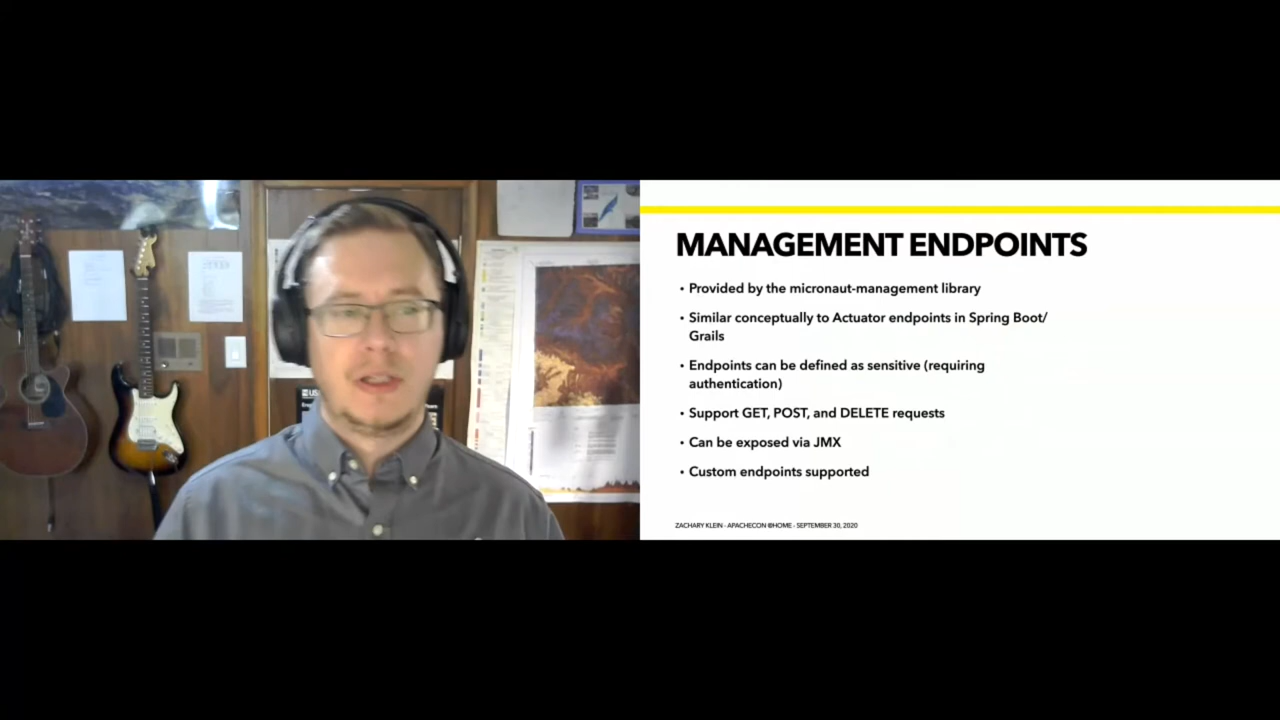 MANAGEMENT ENDPOINTS
• Provided by the micronaut-management library
• Similar conceptually to Actuator endpoints in Spring Boot/
Grails
• Endpoints can be defined as sensitive (requiring
authentication)
• Support GET, POST, and DELETE requests
• Can be exposed via JMX
• Custom endpoints supported
ZACHARY KLEIN - APACHECON @HOME - SEPTEMBER 30, 2020